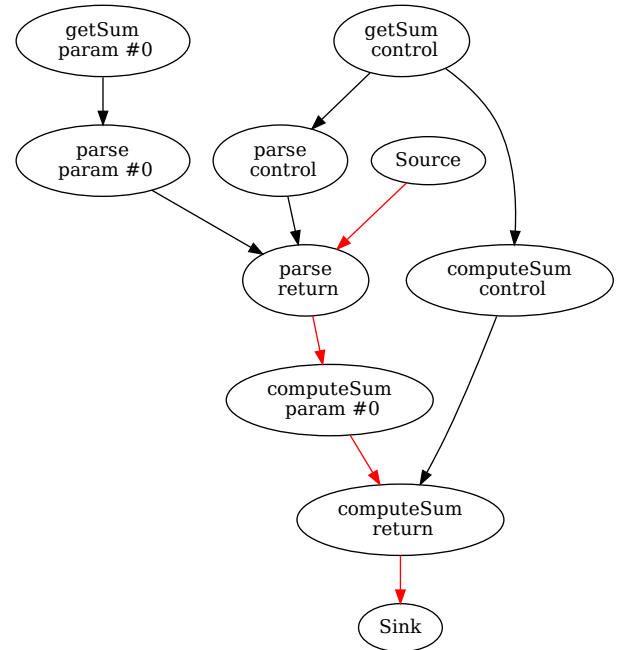 getSum
param #0
getSum
control
parse
param #0
parse
control
Source
parse
return
computeSum
control
computeSum
param #0
computeSum
return
Sink